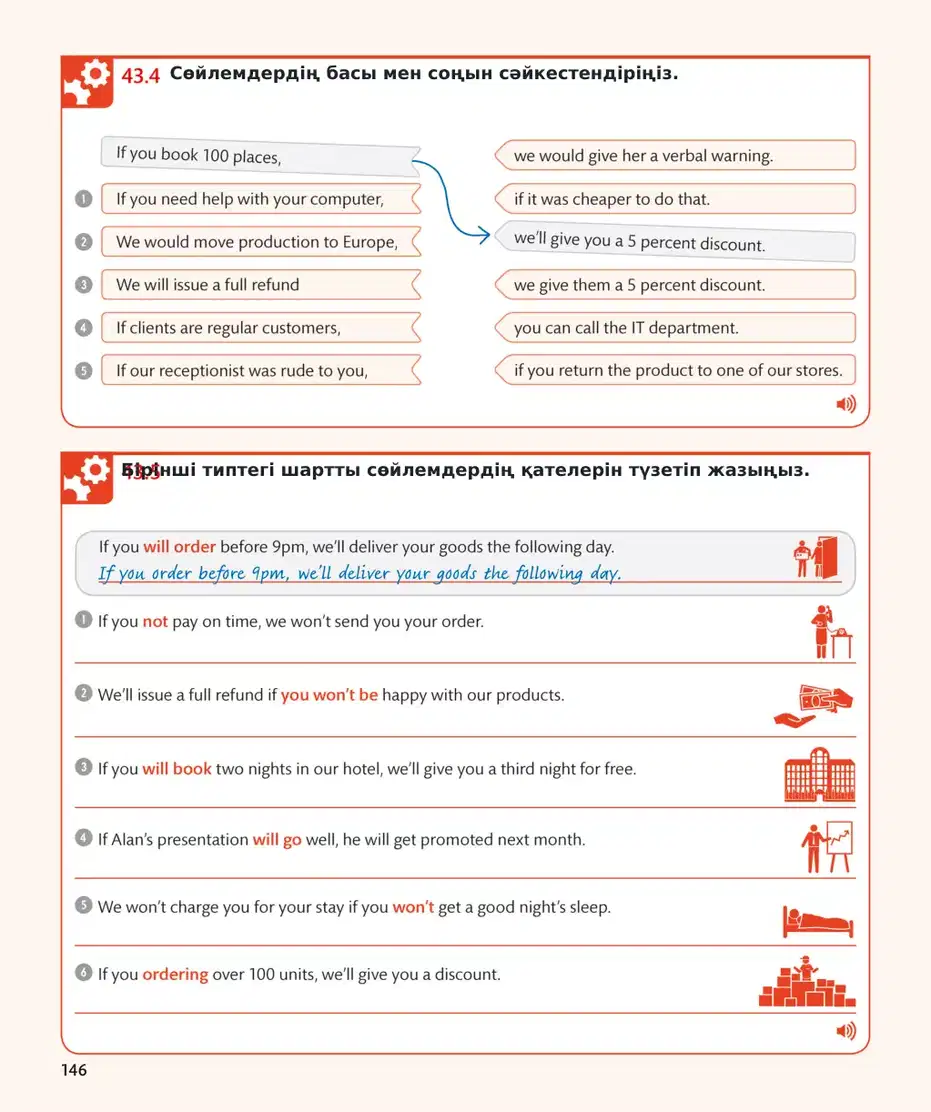 43.4 Сөйлемдердің басы мен соңын сәйкестендіріңіз.
If you book 100 places,
we would give her a verbal warning.
1 If you need help with your computer,
if it was cheaper to do that.
2 We would move production to Europe,
we'll give you a 5 percent discount.
3 We will issue a full refund
we give them a 5 percent discount.
4 If clients are regular customers,
you can call the IT department.
5 If our receptionist was rude to you,
if you return the product to one of our stores.
43.5 Бірінші типтегі шартты сөйлемдердің қателерін түзетіп жазыңыз.
If you will order before 9pm, we'll deliver your goods the following day.
If you order before 9pm, we'll deliver your goods the following day.
1 If you not pay on time, we won't send you your order.
2 We'll issue a full refund if you won't be happy with our products.
3 If you will book two nights in our hotel, we'll give you a third night for free.
4 If Alan's presentation will go well, he will get promoted next month.
5 We won't charge you for your stay if you won't get a good night's sleep.
6 If you ordering over 100 units, we'll give you a discount.
146